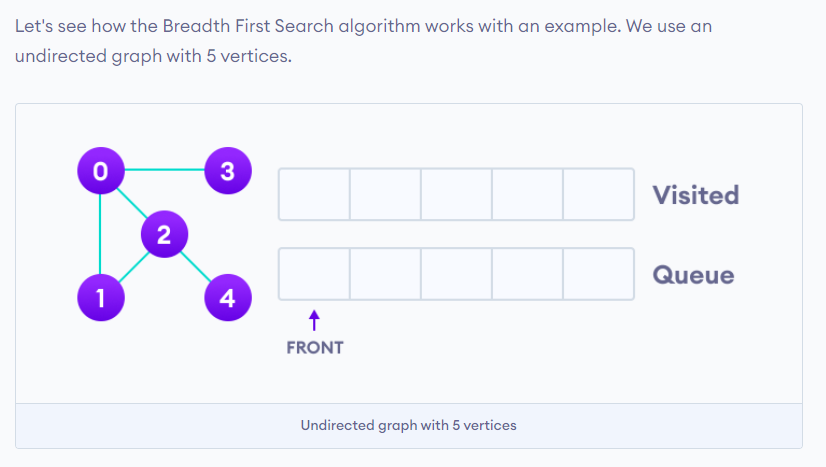 Let's see how the Breadth First Search algorithm works with an example. We use an
undirected graph with 5 vertices.
0
3
Visited
2
Queue
1
4
FRONT
Undirected graph with 5 vertices